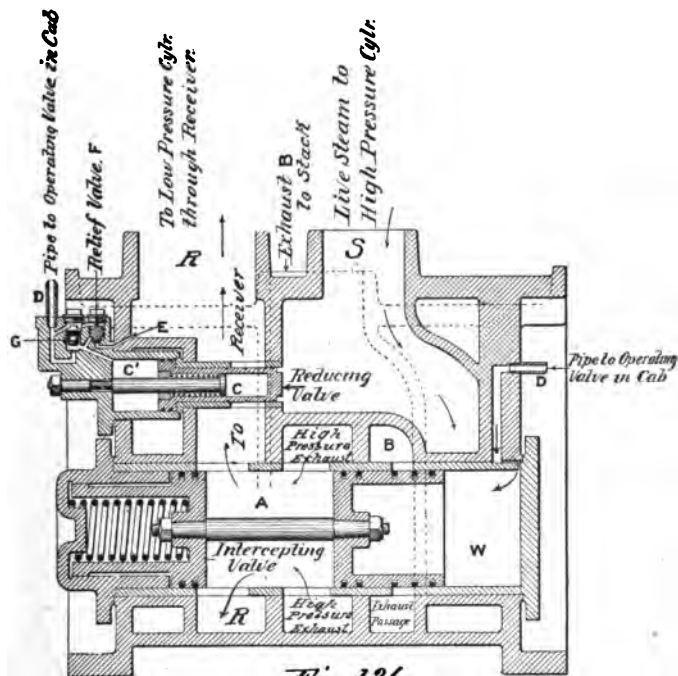 Pipe to Operating Valve in Cab
Relief Valve. F
To Low Pressure Cylr.
through Receiver.
Exhaust B
to Stack
Live Steam to
High Pressure Cylr.
R
S
D
G
E
C'
C
Receiver
To
Reducing
Valve
D
Pipe to Operating
Valve in Cab
High
Pressure
Exhaust
B
A
W
Intercepting
Valve
R
High
Pressure
Exhaust
Exhaust
Passage